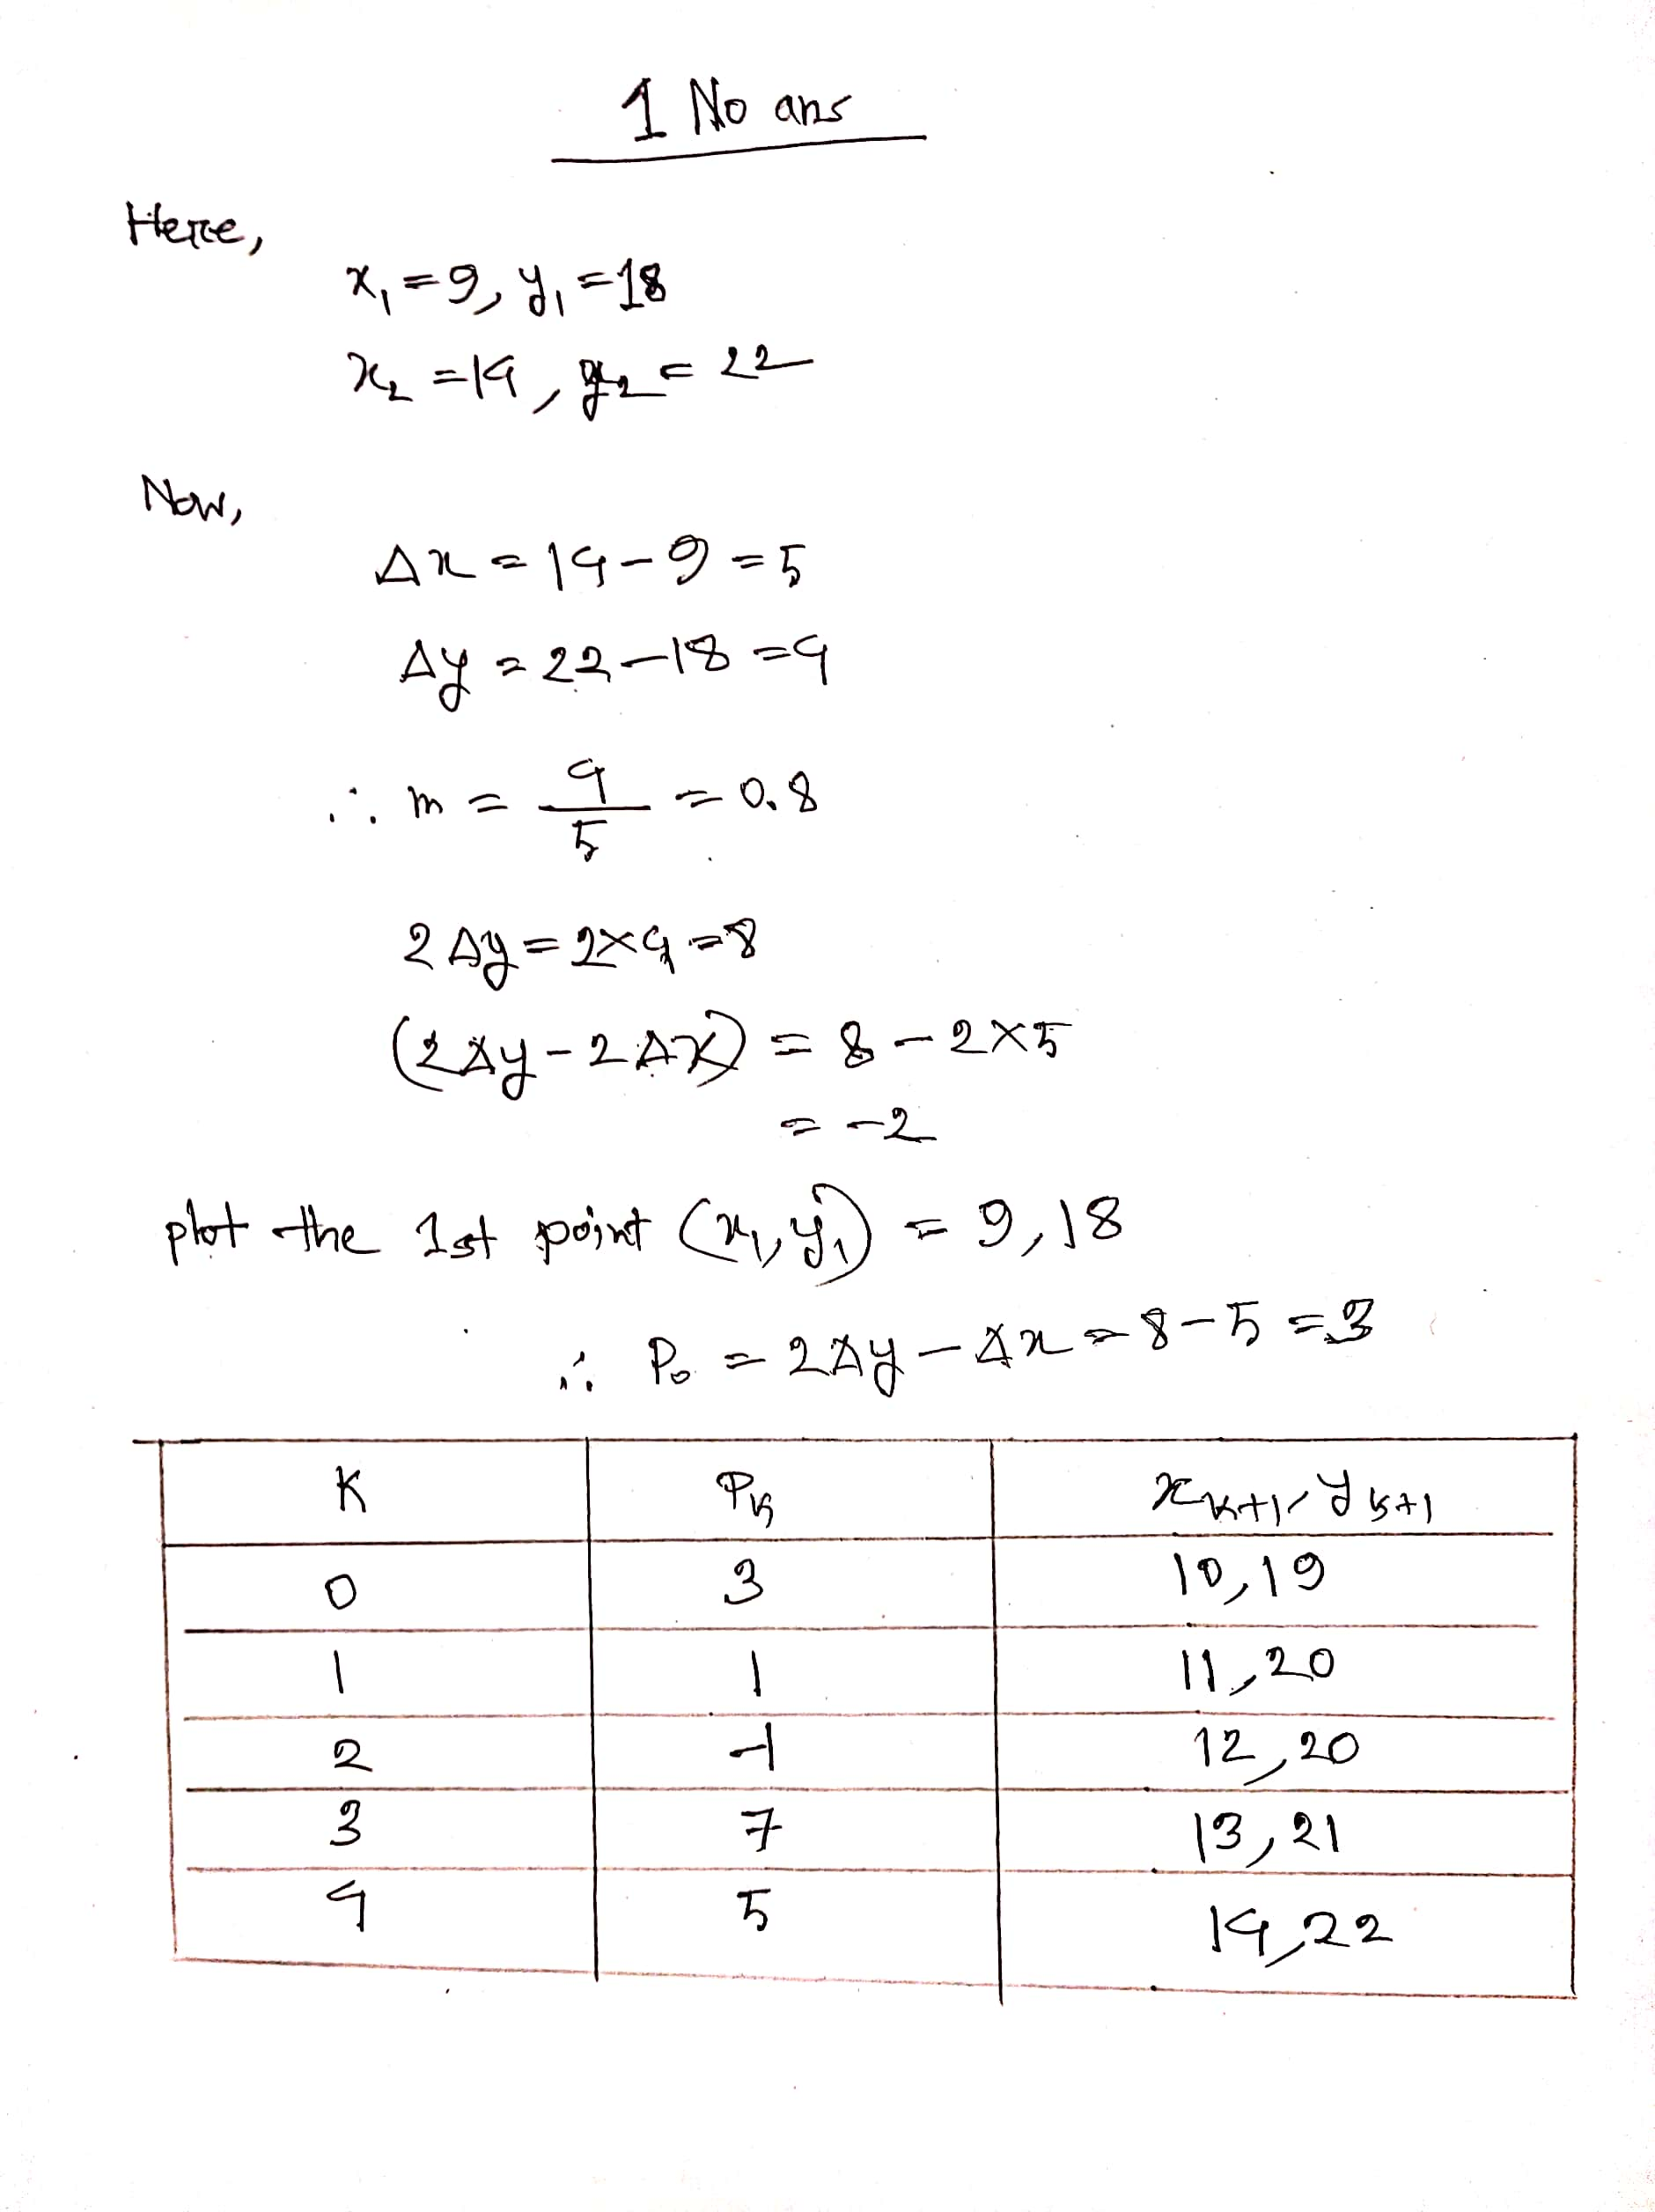 1 No ans
Here,
x₁ = 9, y₁ = 18
x₂ = 14, y₂ = 22
Now,
Δx = 14 - 9 = 5
Δy = 22 - 18 = 4
∴ m = 4/5 = 0.8
2Δy = 2×4 = 8
(2Δy - 2Δx) = 8 - 2×5
= -2
plot the 1st point (x₁, y₁) = 9, 18
∴ P₀ = 2Δy - Δx = 8 - 5 = 3
K Pₖ xₖ₊₁, yₖ₊₁
0 3 10, 19
1 1 11, 20
2 -1 12, 20
3 7 13, 21
4 5 14, 22